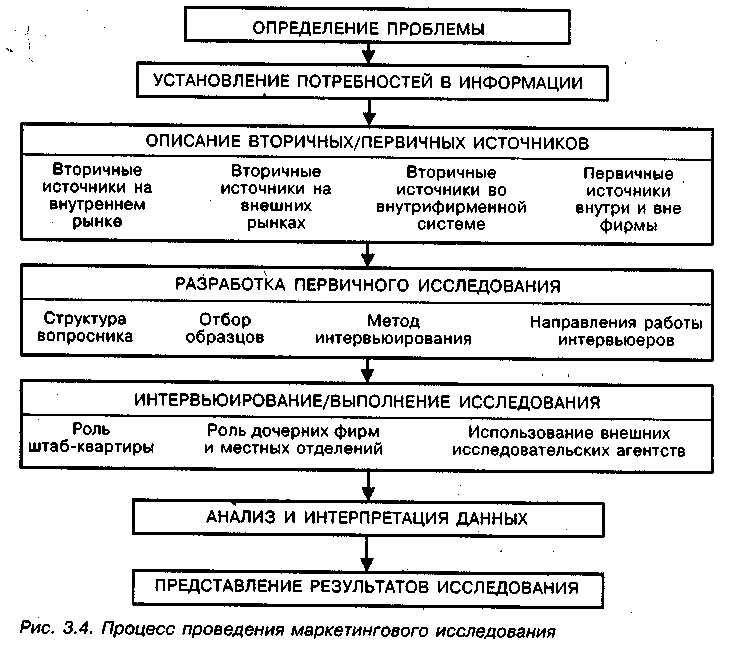 ОПРЕДЕЛЕНИЕ ПРОБЛЕМЫ
УСТАНОВЛЕНИЕ ПОТРЕБНОСТЕЙ В ИНФОРМАЦИИ
ОПИСАНИЕ ВТОРИЧНЫХ/ПЕРВИЧНЫХ ИСТОЧНИКОВ
Вторичные
источники на
внутреннем
рынке
Вторичные
источники на
внешних
рынках
Вторичные
источники во
внутрифирменной
системе
Первичные
источники
внутри и вне
фирмы
РАЗРАБОТКА ПЕРВИЧНОГО ИССЛЕДОВАНИЯ
Структура
вопросника
Отбор
образцов
Метод
интервьюирования
Направления работы
интервьюеров
ИНТЕРВЬЮИРОВАНИЕ/ВЫПОЛНЕНИЕ ИССЛЕДОВАНИЯ
Роль
штаб-квартиры
Роль дочерних фирм
и местных отделений
Использование внешних
исследовательских агентств
АНАЛИЗ И ИНТЕРПРЕТАЦИЯ ДАННЫХ
ПРЕДСТАВЛЕНИЕ РЕЗУЛЬТАТОВ ИССЛЕДОВАНИЯ
Рис. 3.4. Процесс проведения маркетингового исследования